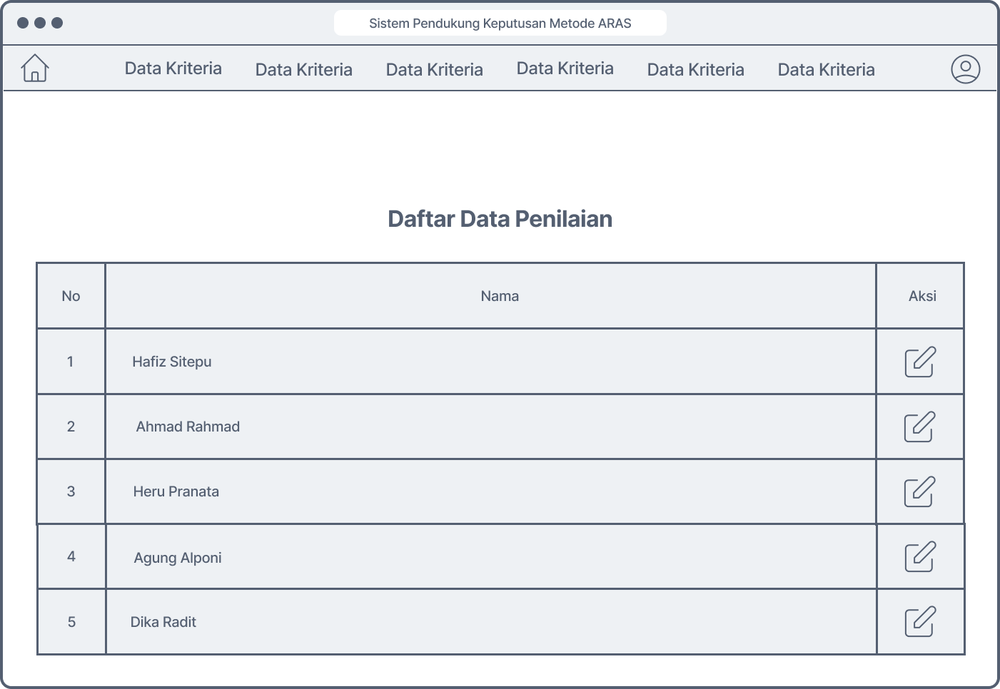 Sistem Pendukung Keputusan Metode ARAS
Data Kriteria Data Kriteria Data Kriteria Data Kriteria Data Kriteria Data Kriteria
Daftar Data Penilaian
No Nama Aksi
1 Hafiz Sitepu
2 Ahmad Rahmad
3 Heru Pranata
4 Agung Alponi
5 Dika Radit